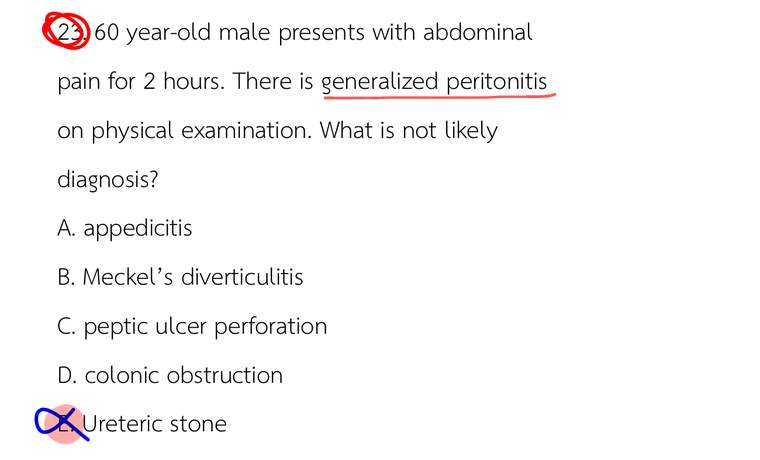 23. 60 year-old male presents with abdominal
pain for 2 hours. There is generalized peritonitis
on physical examination. What is not likely
diagnosis?
A. appedicitis
B. Meckel's diverticulitis
C. peptic ulcer perforation
D. colonic obstruction
E. Ureteric stone